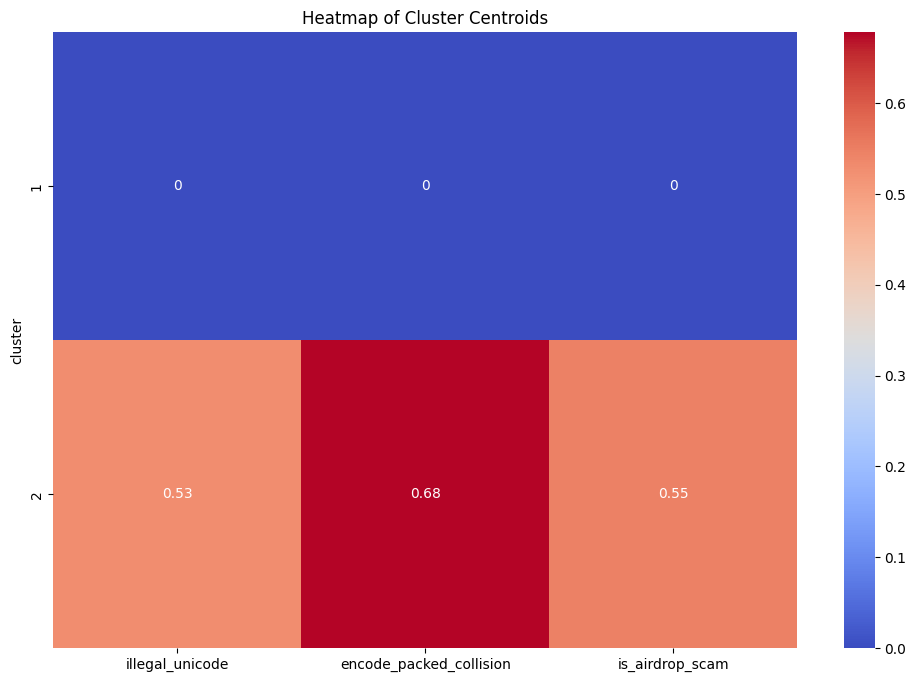 Heatmap of Cluster Centroids
cluster
1
0 0 0
2
0.53 0.68 0.55
illegal_unicode encode_packed_collision is_airdrop_scam
0.6
0.5
0.4
0.3
0.2
0.1
0.0